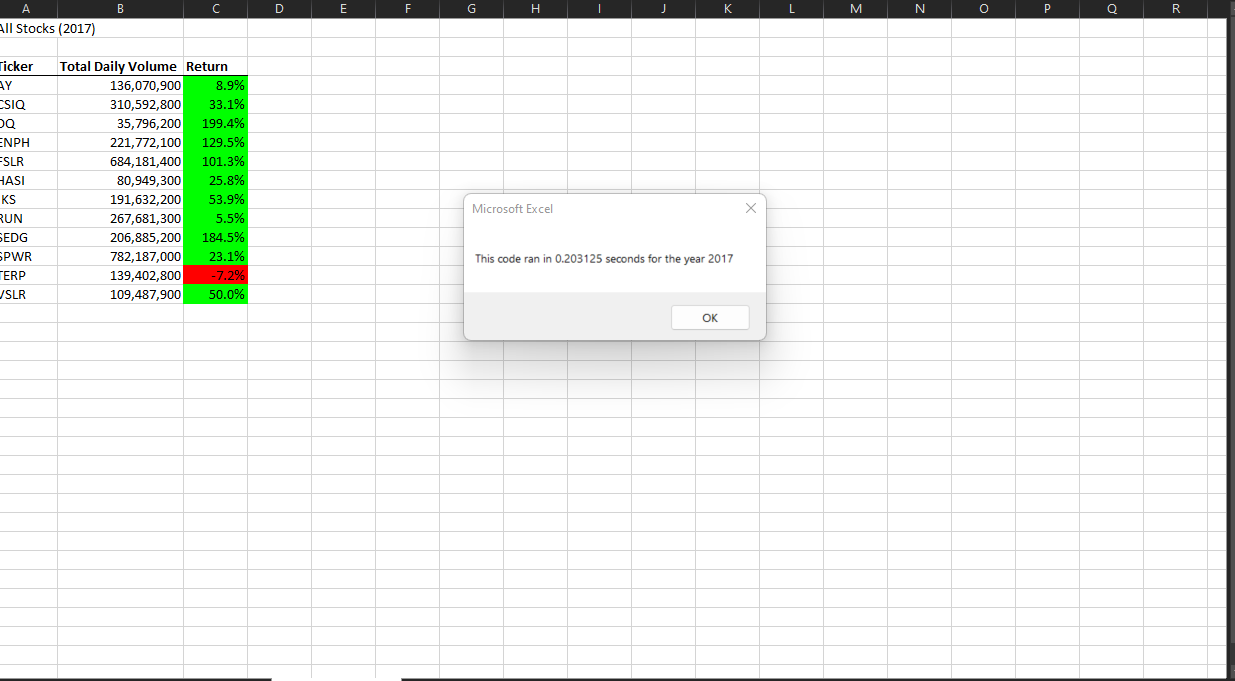 A B C D E F G H I J K L M N O P Q R
All Stocks (2017)
Ticker Total Daily Volume Return
AY 136,070,900 8.9%
CSIQ 310,592,800 33.1%
DQ 35,796,200 199.4%
ENPH 221,772,100 129.5%
FSLR 684,181,400 101.3%
HASI 80,949,300 25.8%
JKS 191,632,200 53.9%
RUN 267,681,300 5.5%
SEDG 206,885,200 184.5%
SPWR 782,187,000 23.1%
TERP 139,402,800 -7.2%
VSLR 109,487,900 50.0%
Microsoft Excel
This code ran in 0.203125 seconds for the year 2017
OK